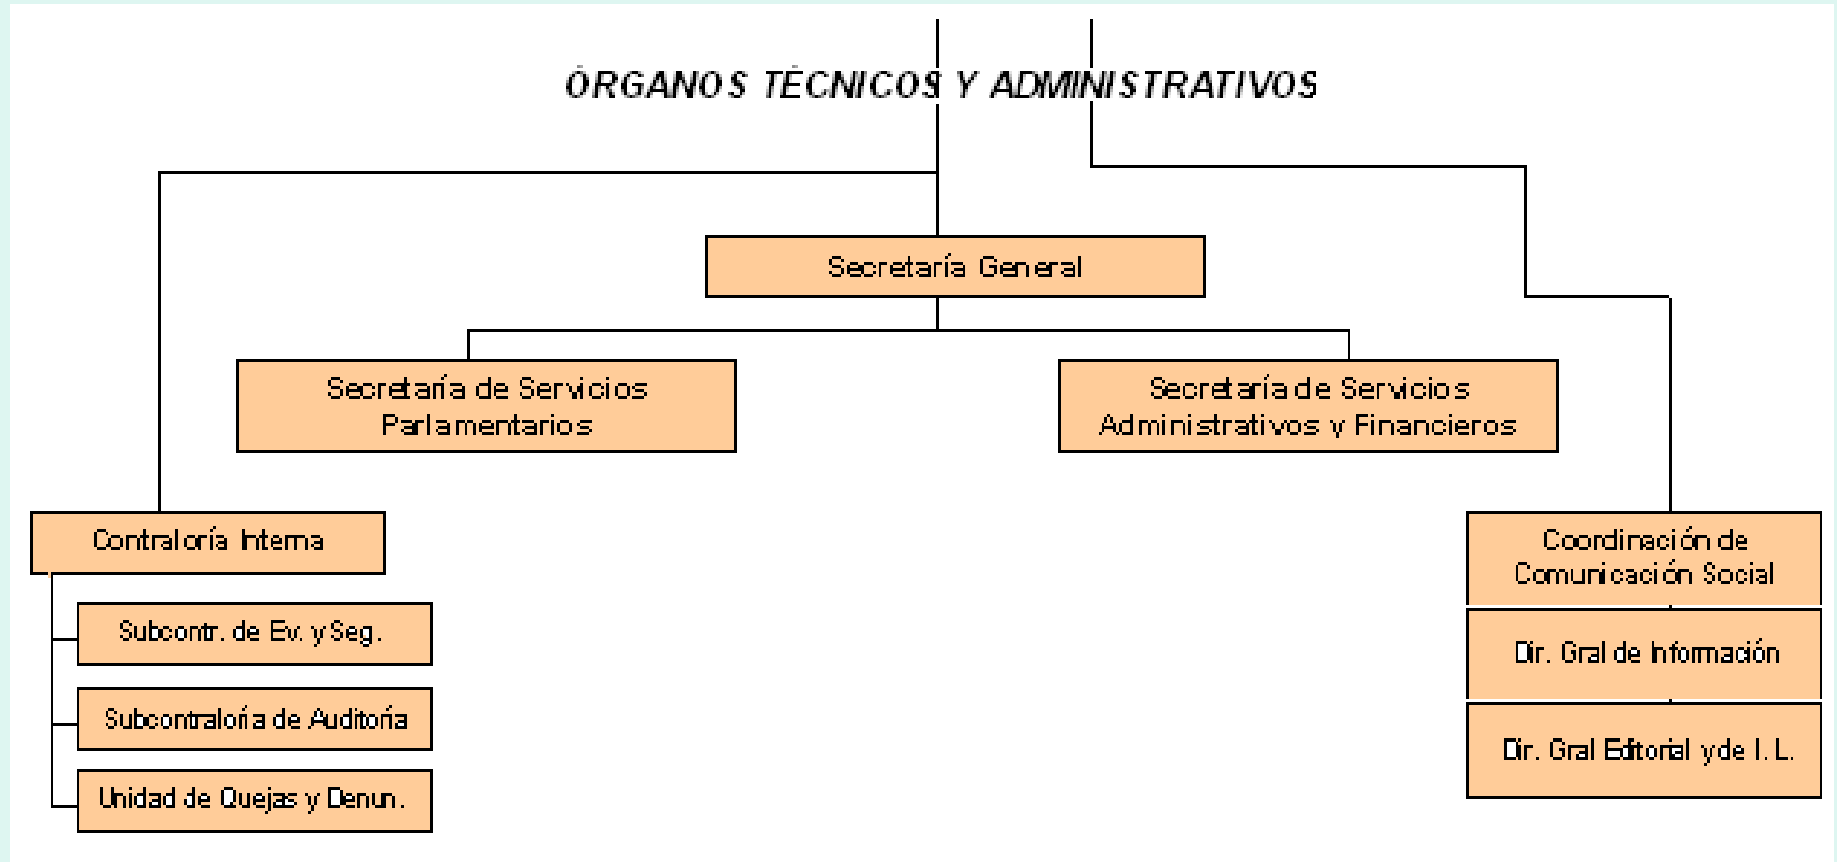 ÓRGANOS TÉCNICOS Y ADMINISTRATIVOS
Secretaría General
Secretaría de Servicios
Parlamentarios
Secretaría de Servicios
Administrativos y Financieros
Contraloría Interna
Subcontr. de Ev. y Seg.
Subcontraloría de Auditoría
Unidad de Quejas y Denun.
Coordinación de
Comunicación Social
Dir. Gral de Información
Dir. Gral Editorial y de I. L.